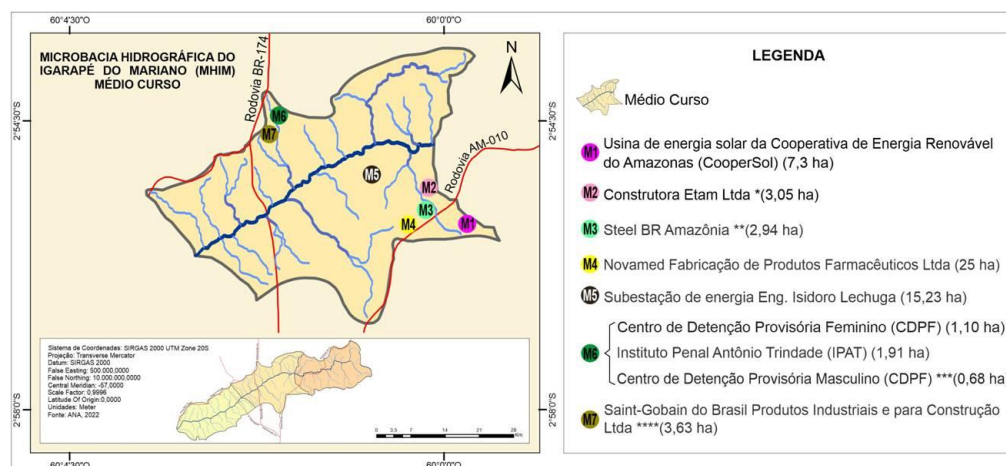 60°4'30"O
60°0'0"O
MICROBACIA HIDROGRÁFICA DO
IGARAPÉ DO MARIANO (MHIM)
MÉDIO CURSO
Rodovia BR-174
N
2°54'30"S
2°54'30"S
M6
M7
M5
M2
Rodovia AM-010
M3
M4
M1
Sistema de Coordenadas: SIRGAS 2000 UTM Zone 20S
Projeção: Transverse Mercator
Datum: SIRGAS 2000
False Easting: 500.000,0000
False Northing: 10.000.000,0000
Central Meridian: -57,0000
Scale Factor: 0,9996
Latitude Of Origin:0,0000
Unidades: Meter
Fonte: ANA, 2022
0 3,5 7 14 21 28
Km
2°58'0"S
2°58'0"S
60°4'30"O
60°0'0"O
LEGENDA
Médio Curso
M1 Usina de energia solar da Cooperativa de Energia Renovável
do Amazonas (CooperSol) (7,3 ha)
M2 Construtora Etam Ltda *(3,05 ha)
M3 Steel BR Amazônia **(2,94 ha)
M4 Novamed Fabricação de Produtos Farmacêuticos Ltda (25 ha)
M5 Subestação de energia Eng. Isidoro Lechuga (15,23 ha)
Centro de Detenção Provisória Feminino (CDPF) (1,10 ha)
M6 Instituto Penal Antônio Trindade (IPAT) (1,91 ha)
Centro de Detenção Provisória Masculino (CDPF) ***(0,68 ha
M7 Saint-Gobain do Brasil Produtos Industriais e para Construção
Ltda ****(3,63 ha)